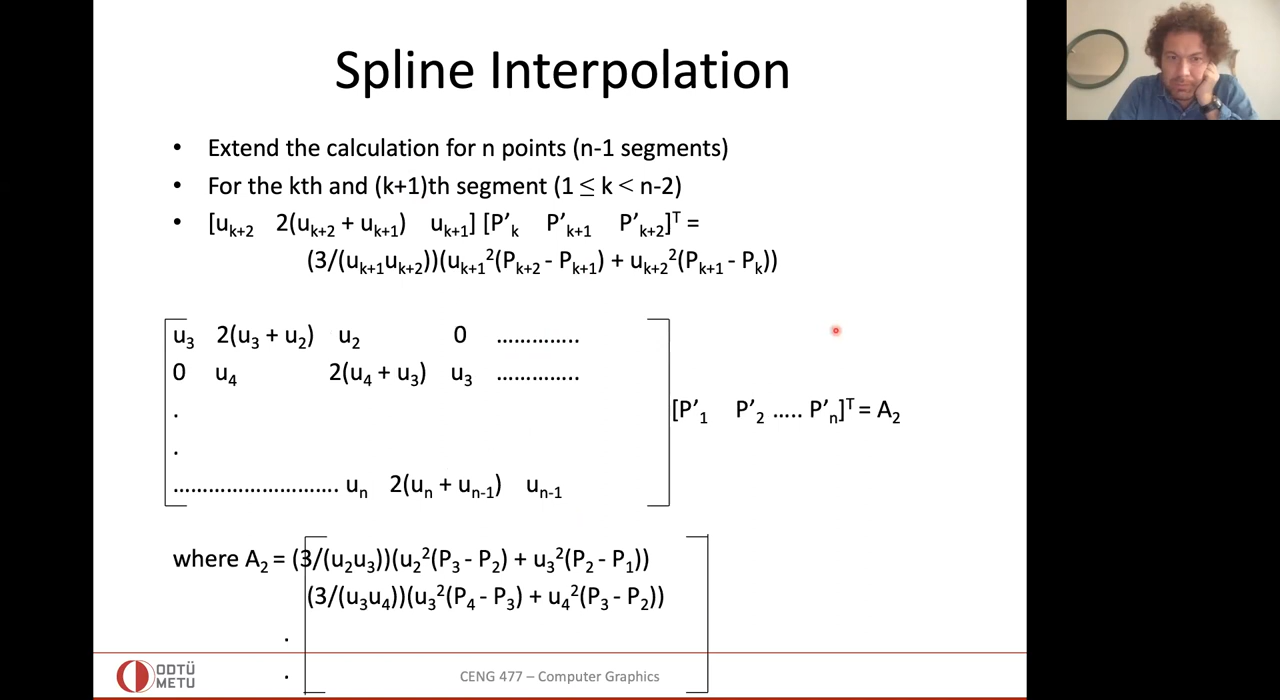 Spline Interpolation
• Extend the calculation for n points (n-1 segments)
• For the kth and (k+1)th segment (1 ≤ k < n-2)
• [uₖ₊₂ 2(uₖ₊₂ + uₖ₊₁) uₖ₊₁] [P’ₖ P’ₖ₊₁ P’ₖ₊₂]ᵀ =
(3/(uₖ₊₁uₖ₊₂))(uₖ₊₁²(Pₖ₊₂ - Pₖ₊₁) + uₖ₊₂²(Pₖ₊₁ - Pₖ))
u₃ 2(u₃ + u₂) u₂ 0 ..............
0 u₄ 2(u₄ + u₃) u₃ ..............
.
[P’₁ P’₂ ..... P’ₙ]ᵀ = A₂
.
............................ uₙ 2(uₙ + uₙ₋₁) uₙ₋₁
where A₂ = (3/(u₂u₃))(u₂²(P₃ - P₂) + u₃²(P₂ - P₁))
(3/(u₃u₄))(u₃²(P₄ - P₃) + u₄²(P₃ - P₂))
.
.
ODTÜ
METU
CENG 477 – Computer Graphics